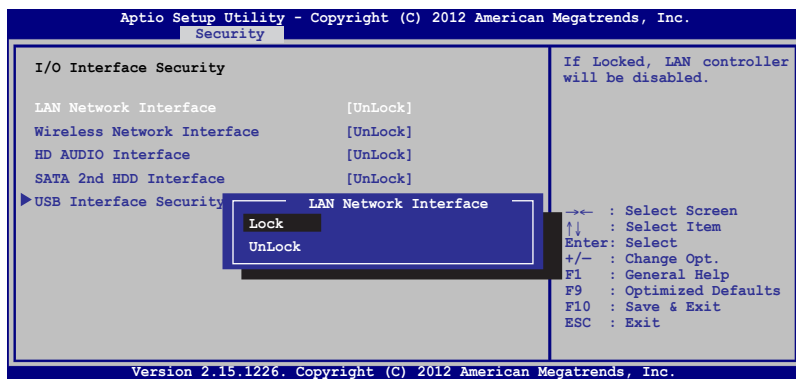 Aptio Setup Utility - Copyright (C) 2012 American Megatrends, Inc.
Security
I/O Interface Security
LAN Network Interface [UnLock]
Wireless Network Interface [UnLock]
HD AUDIO Interface [UnLock]
SATA 2nd HDD Interface [UnLock]
USB Interface Security
LAN Network Interface
Lock
UnLock
If Locked, LAN controller
will be disabled.
→← : Select Screen
↑↓ : Select Item
Enter: Select
+/— : Change Opt.
F1 : General Help
F9 : Optimized Defaults
F10 : Save & Exit
ESC : Exit
Version 2.15.1226. Copyright (C) 2012 American Megatrends, Inc.